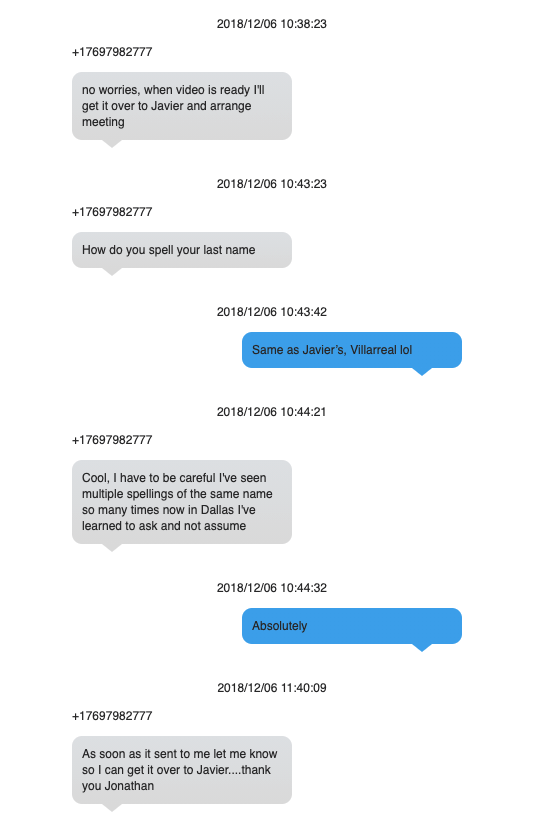 2018/12/06 10:38:23
+17697982777
no worries, when video is ready I'll
get it over to Javier and arrange
meeting
2018/12/06 10:43:23
+17697982777
How do you spell your last name
2018/12/06 10:43:42
Same as Javier’s, Villarreal lol
2018/12/06 10:44:21
+17697982777
Cool, I have to be careful I've seen
multiple spellings of the same name
so many times now in Dallas I've
learned to ask and not assume
2018/12/06 10:44:32
Absolutely
2018/12/06 11:40:09
+17697982777
As soon as it sent to me let me know
so I can get it over to Javier....thank
you Jonathan